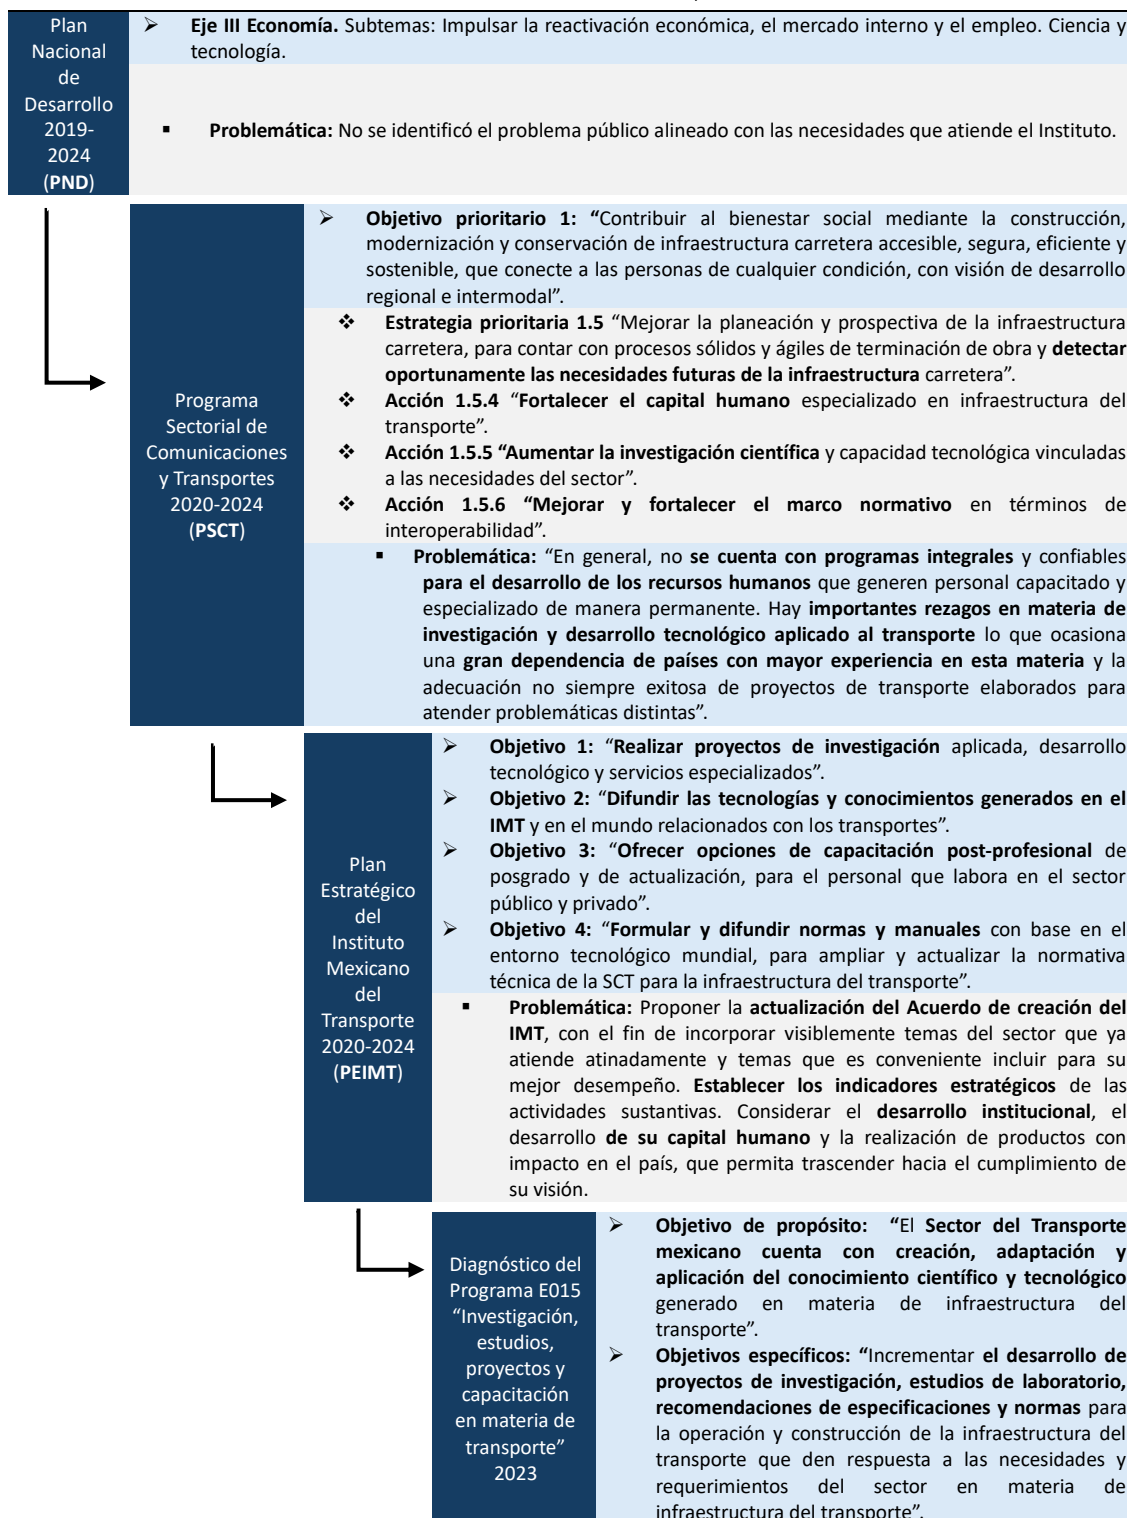 Plan
Nacional
de
Desarrollo
2019-
2024
(PND)
➢ Eje III Economía. Subtemas: Impulsar la reactivación económica, el mercado interno y el empleo. Ciencia y
tecnología.
▪ Problemática: No se identificó el problema público alineado con las necesidades que atiende el Instituto.
Programa
Sectorial de
Comunicaciones
y Transportes
2020-2024
(PSCT)
➢ Objetivo prioritario 1: “Contribuir al bienestar social mediante la construcción,
modernización y conservación de infraestructura carretera accesible, segura, eficiente y
sostenible, que conecte a las personas de cualquier condición, con visión de desarrollo
regional e intermodal”.
❖ Estrategia prioritaria 1.5 “Mejorar la planeación y prospectiva de la infraestructura
carretera, para contar con procesos sólidos y ágiles de terminación de obra y detectar
oportunamente las necesidades futuras de la infraestructura carretera”.
❖ Acción 1.5.4 “Fortalecer el capital humano especializado en infraestructura del
transporte”.
❖ Acción 1.5.5 “Aumentar la investigación científica y capacidad tecnológica vinculadas
a las necesidades del sector”.
❖ Acción 1.5.6 “Mejorar y fortalecer el marco normativo en términos de
interoperabilidad”.
▪ Problemática: “En general, no se cuenta con programas integrales y confiables
para el desarrollo de los recursos humanos que generen personal capacitado y
especializado de manera permanente. Hay importantes rezagos en materia de
investigación y desarrollo tecnológico aplicado al transporte lo que ocasiona
una gran dependencia de países con mayor experiencia en esta materia y la
adecuación no siempre exitosa de proyectos de transporte elaborados para
atender problemáticas distintas”.
Plan
Estratégico
del
Instituto
Mexicano
del
Transporte
2020-2024
(PEIMT)
➢ Objetivo 1: “Realizar proyectos de investigación aplicada, desarrollo
tecnológico y servicios especializados”.
➢ Objetivo 2: “Difundir las tecnologías y conocimientos generados en el
IMT y en el mundo relacionados con los transportes”.
➢ Objetivo 3: “Ofrecer opciones de capacitación post-profesional de
posgrado y de actualización, para el personal que labora en el sector
público y privado”.
➢ Objetivo 4: “Formular y difundir normas y manuales con base en el
entorno tecnológico mundial, para ampliar y actualizar la normativa
técnica de la SCT para la infraestructura del transporte”.
▪ Problemática: Proponer la actualización del Acuerdo de creación del
IMT, con el fin de incorporar visiblemente temas del sector que ya
atiende atinadamente y temas que es conveniente incluir para su
mejor desempeño. Establecer los indicadores estratégicos de las
actividades sustantivas. Considerar el desarrollo institucional, el
desarrollo de su capital humano y la realización de productos con
impacto en el país, que permita trascender hacia el cumplimiento de
su visión.
Diagnóstico del
Programa E015
“Investigación,
estudios,
proyectos y
capacitación
en materia de
transporte”
2023
➢ Objetivo de propósito: “El Sector del Transporte
mexicano cuenta con creación, adaptación y
aplicación del conocimiento científico y tecnológico
generado en materia de infraestructura del
transporte”.
➢ Objetivos específicos: “Incrementar el desarrollo de
proyectos de investigación, estudios de laboratorio,
recomendaciones de especificaciones y normas para
la operación y construcción de la infraestructura del
transporte que den respuesta a las necesidades y
requerimientos del sector en materia de
infraestructura del transporte”.